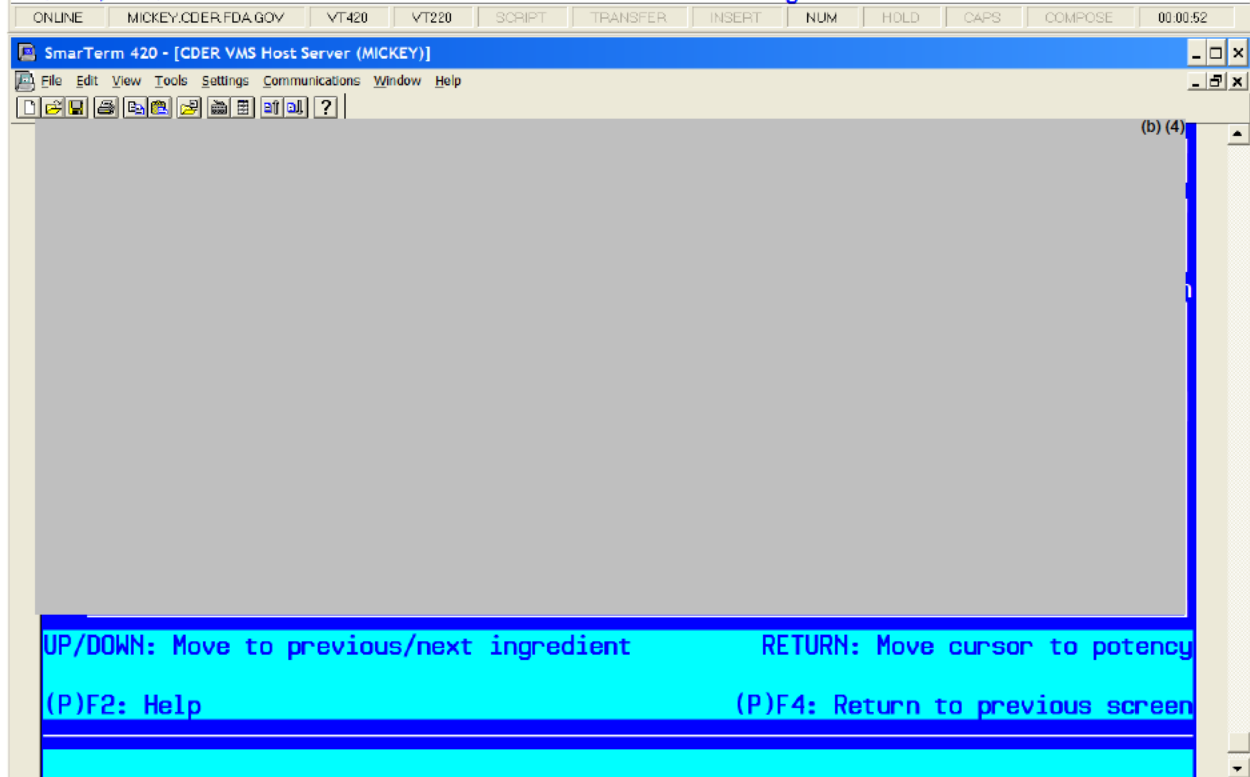 ONLINE MICKEY.CDER.FDA.GOV VT420 VT220 SCRIPT TRANSFER INSERT NUM HOLD CAPS COMPOSE 00:00:52
SmarTerm 420 - [CDER VMS Host Server (MICKEY)]
File Edit View Tools Settings Communications Window Help
(b) (4)
UP/DOWN: Move to previous/next ingredient RETURN: Move cursor to potency
(P)F2: Help (P)F4: Return to previous screen